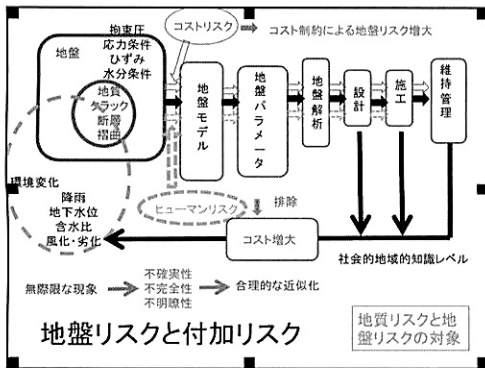 拘束圧
応力条件
ひずみ
水分条件
地盤
地質
クラック
断層
褶曲
コストリスク
コスト制約による地盤リスク増大
地盤モデル
地盤パラメータ
地盤解析
設計
施工
維持管理
環境変化
降雨
地下水位
含水比
風化・劣化
ヒューマンリスク
排除
コスト増大
社会的地域的知識レベル
無際限な現象
不確実性
不完全性
不明瞭性
合理的な近似化
地盤リスクと付加リスク
地質リスクと地
盤リスクの対象